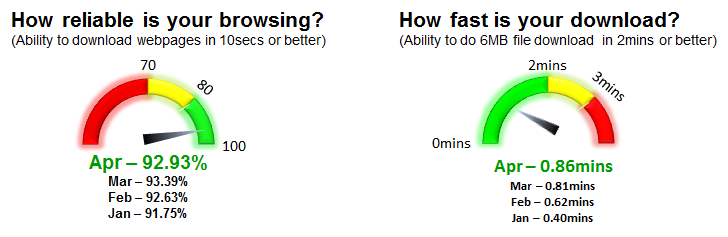 How reliable is your browsing?
(Ability to download webpages in 10secs or better)
70
80
100
Apr – 92.93%
Mar – 93.39%
Feb – 92.63%
Jan – 91.75%
How fast is your download?
(Ability to do 6MB file download in 2mins or better)
2mins
3mins
0mins
Apr – 0.86mins
Mar – 0.81mins
Feb – 0.62mins
Jan – 0.40mins